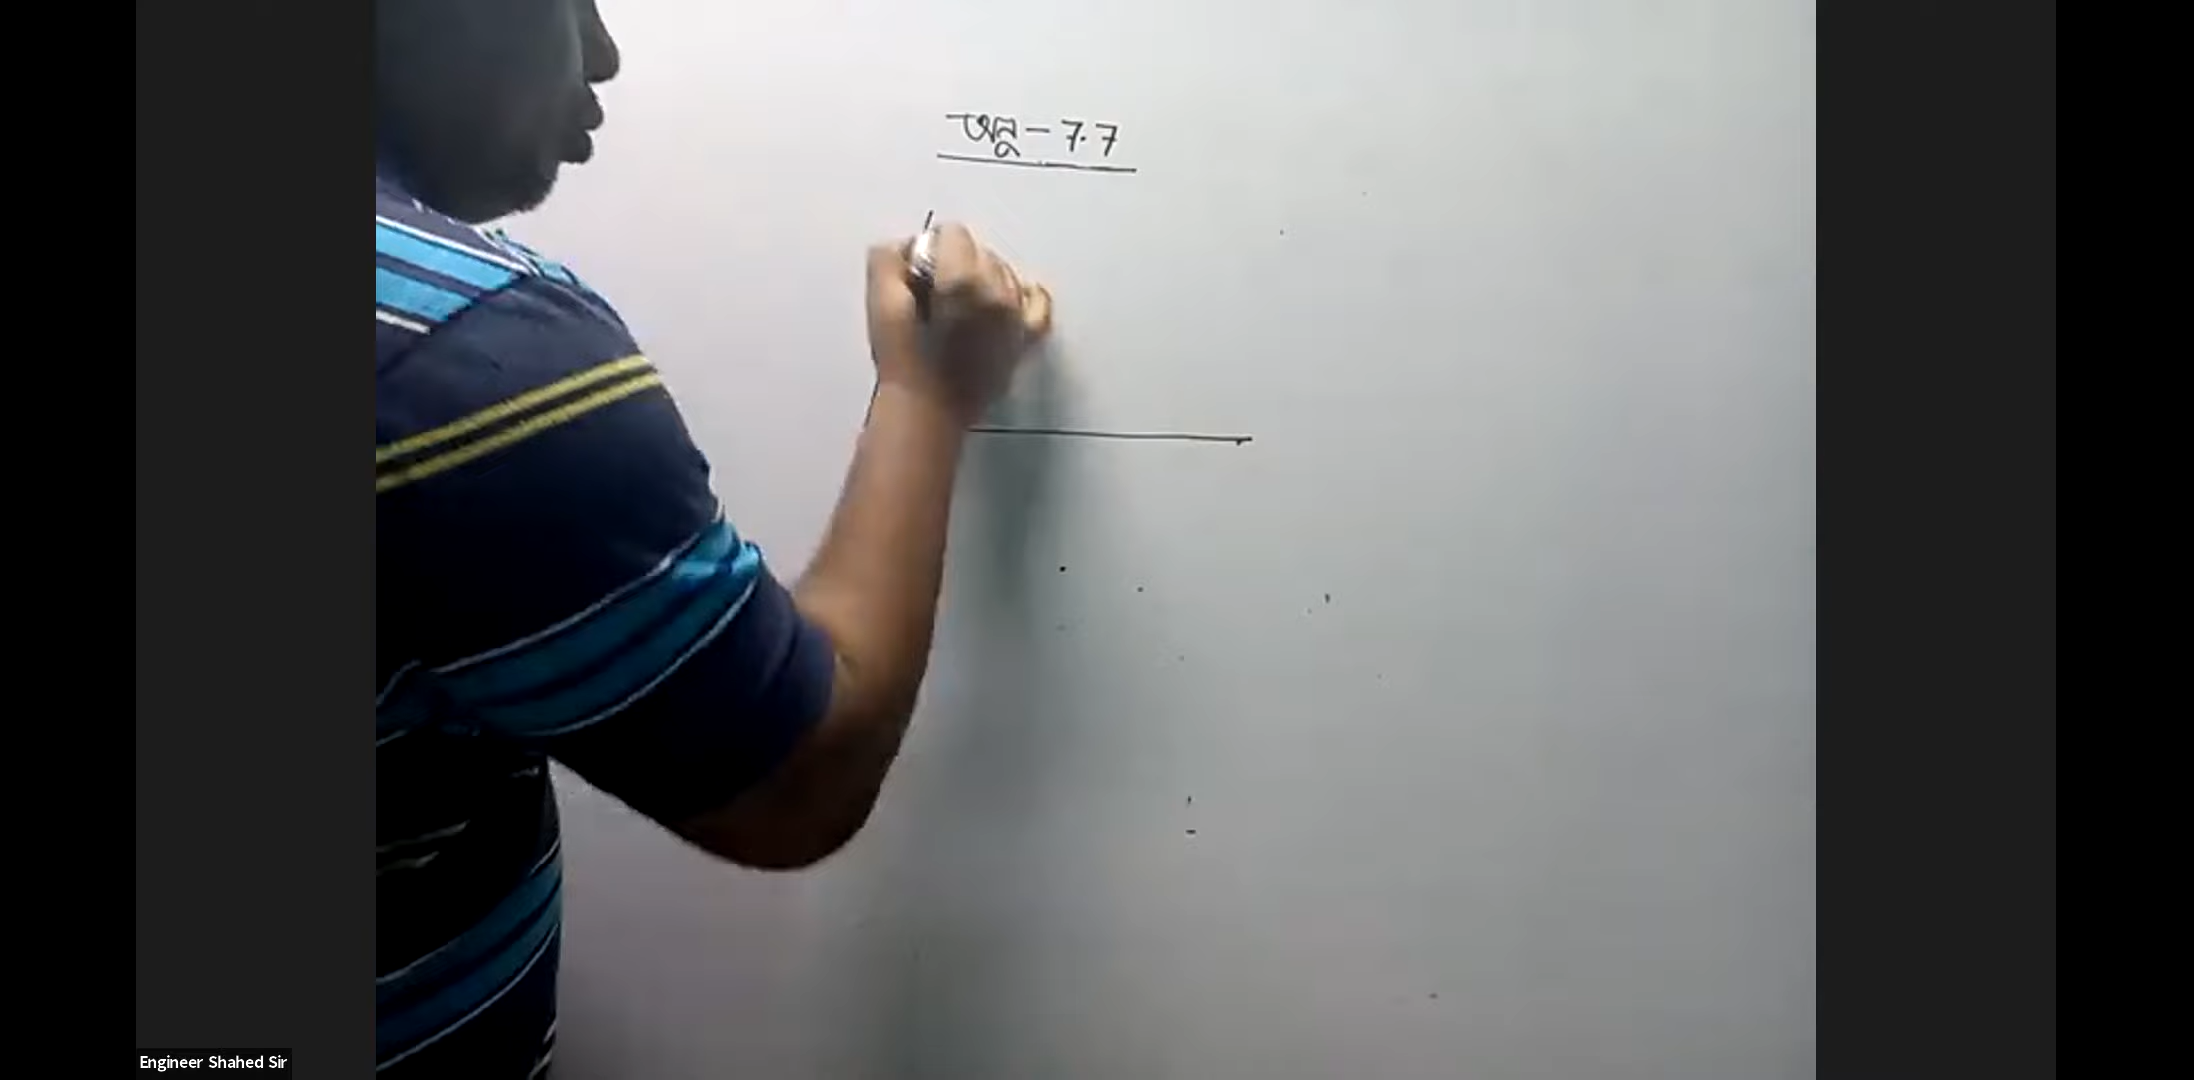 অনু - 7.7
Engineer Shahed Sir